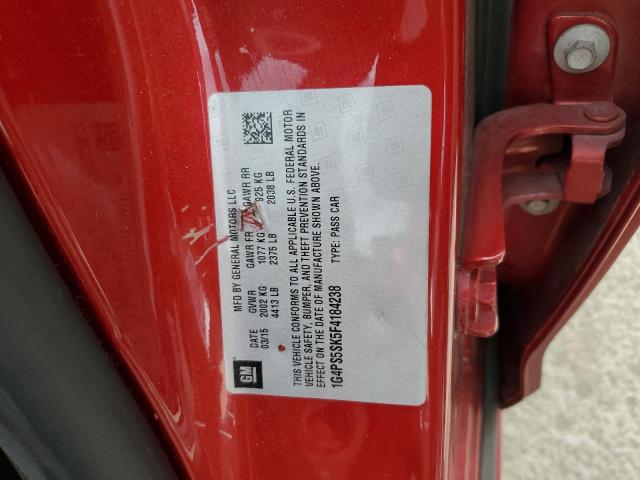 GM
MFD BY GENERAL MOTORS LLC
DATE GVWR GAWR FR GAWR RR
03/15 2002 KG 1077 KG 925 KG
4413 LB 2375 LB 2038 LB
THIS VEHICLE CONFORMS TO ALL APPLICABLE U.S. FEDERAL MOTOR
VEHICLE SAFETY, BUMPER, AND THEFT PREVENTION STANDARDS IN
EFFECT ON THE DATE OF MANUFACTURE SHOWN ABOVE.
1G4PS5SK5F4184238 TYPE: PASS CAR